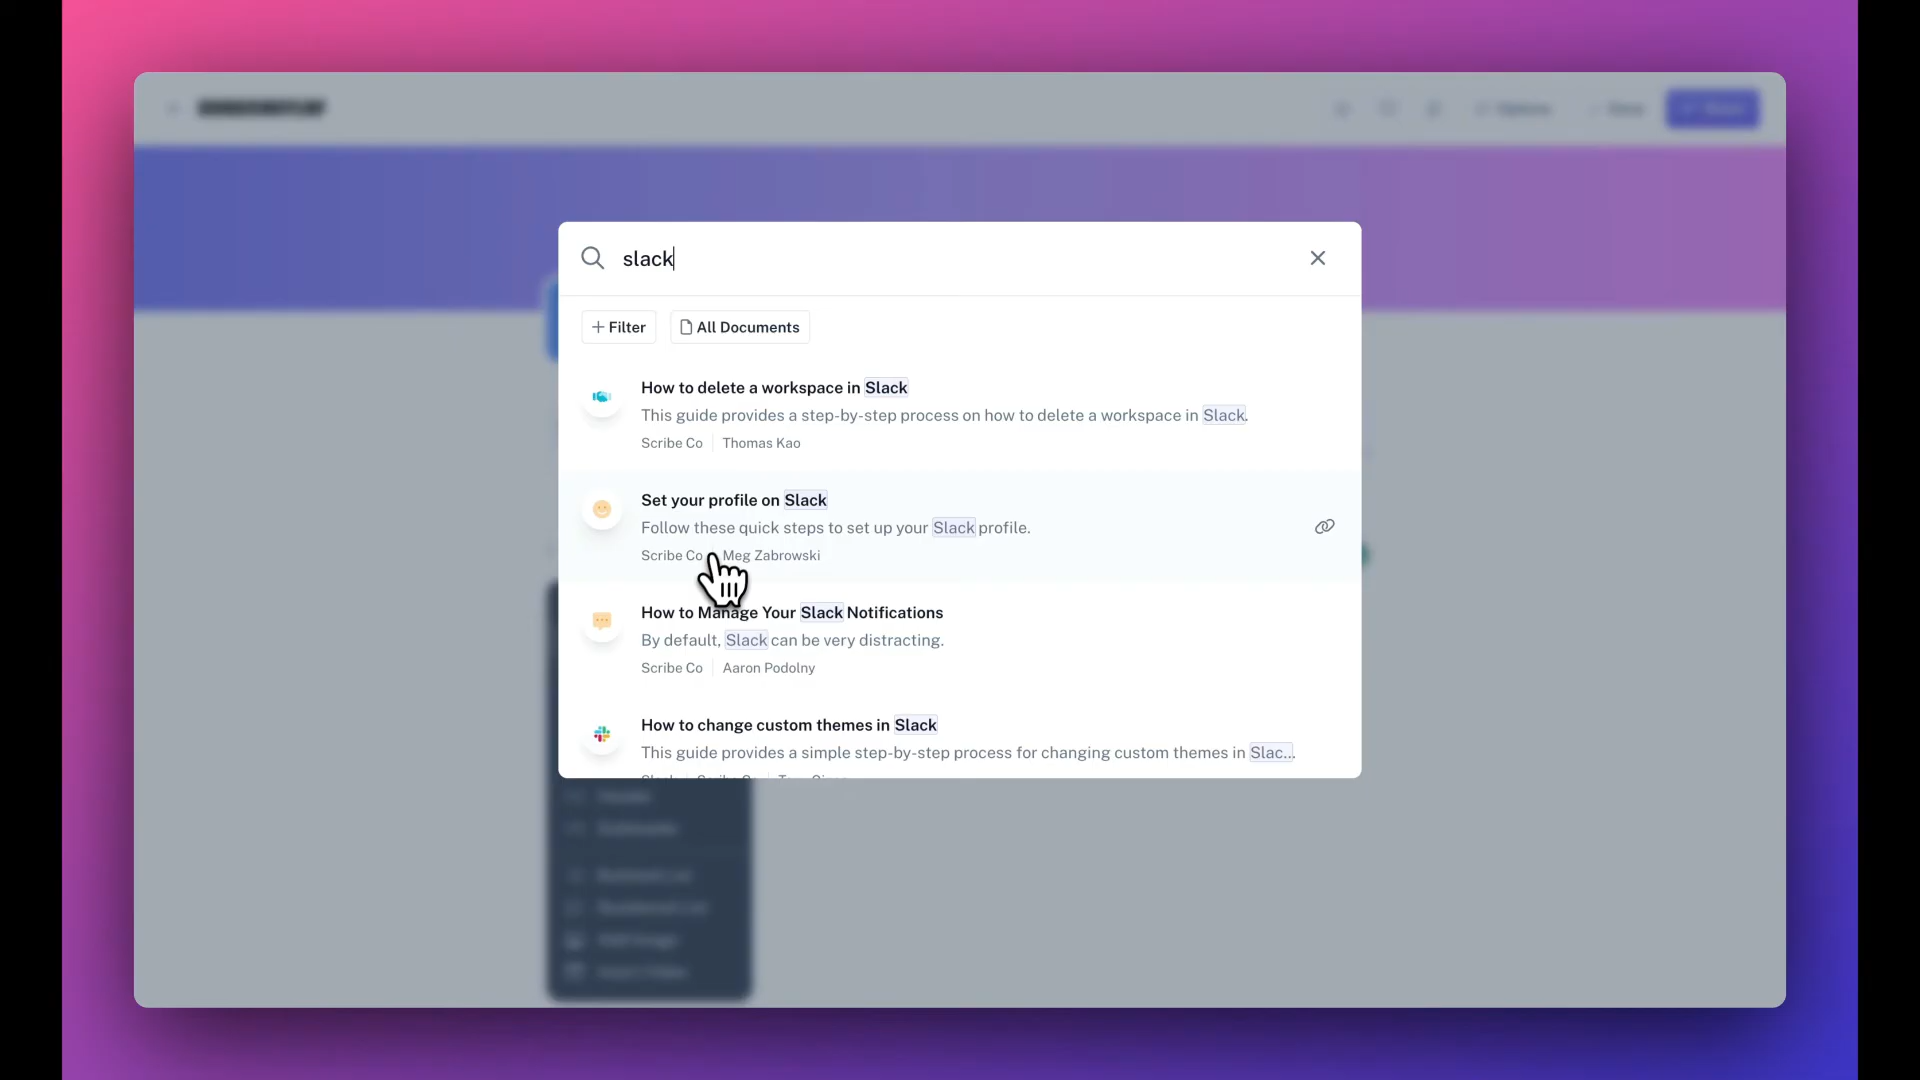 slack
Filter
All Documents
How to delete a workspace in Slack
This guide provides a step-by-step process on how to delete a workspace in Slack.
Scribe Co
Thomas Kao
Set your profile on Slack
Follow these quick steps to set up your Slack profile.
Scribe Co
Meg Zabrowski
How to Manage Your Slack Notifications
By default, Slack can be very distracting.
Scribe Co
Aaron Podolny
How to change custom themes in Slack
This guide provides a simple step-by-step process for changing custom themes in Slac...